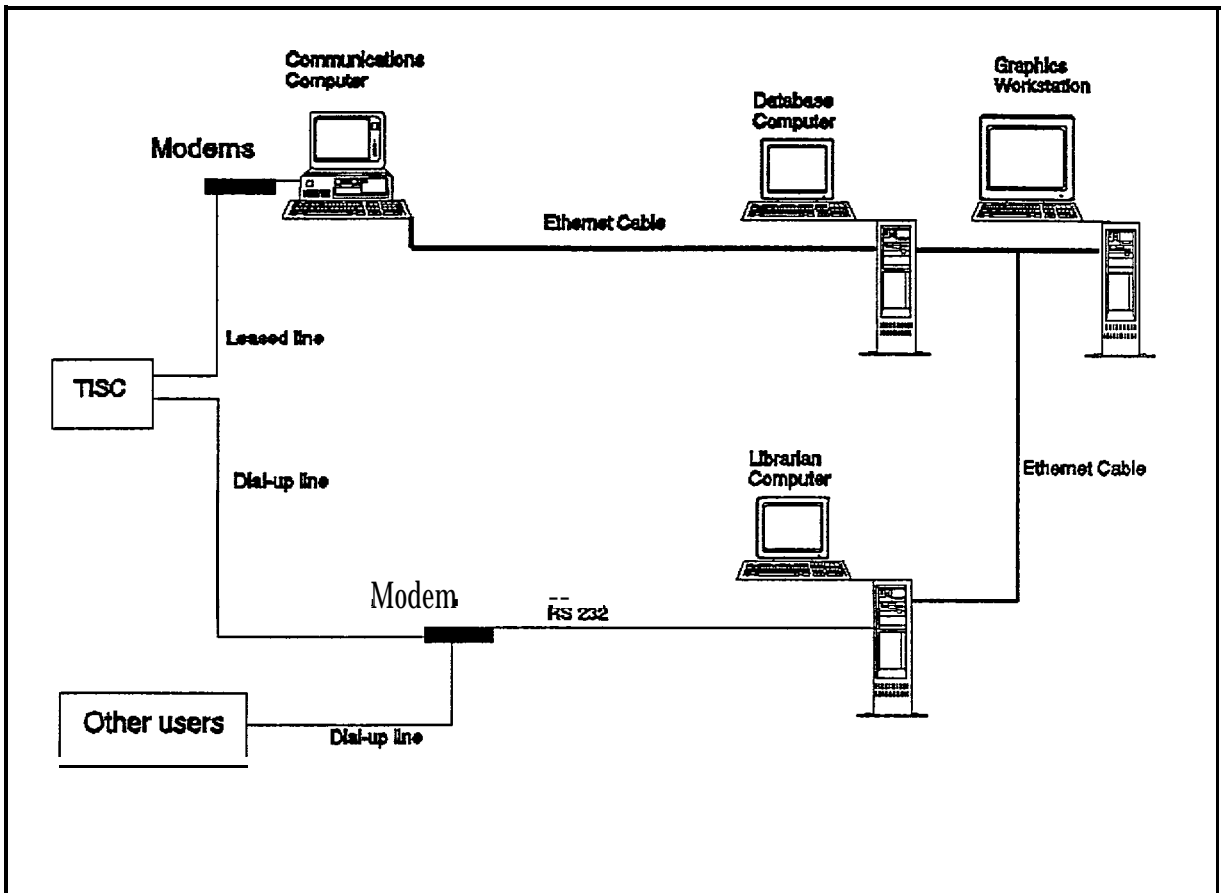 Communications
Computer
Graphics
Workstation
Database
Computer
Modems
Ethernet Cable
Leased line
TISC
Dial-up line
Librarian
Computer
Ethernet Cable
Modem
RS 232
Other users
Dial-up line